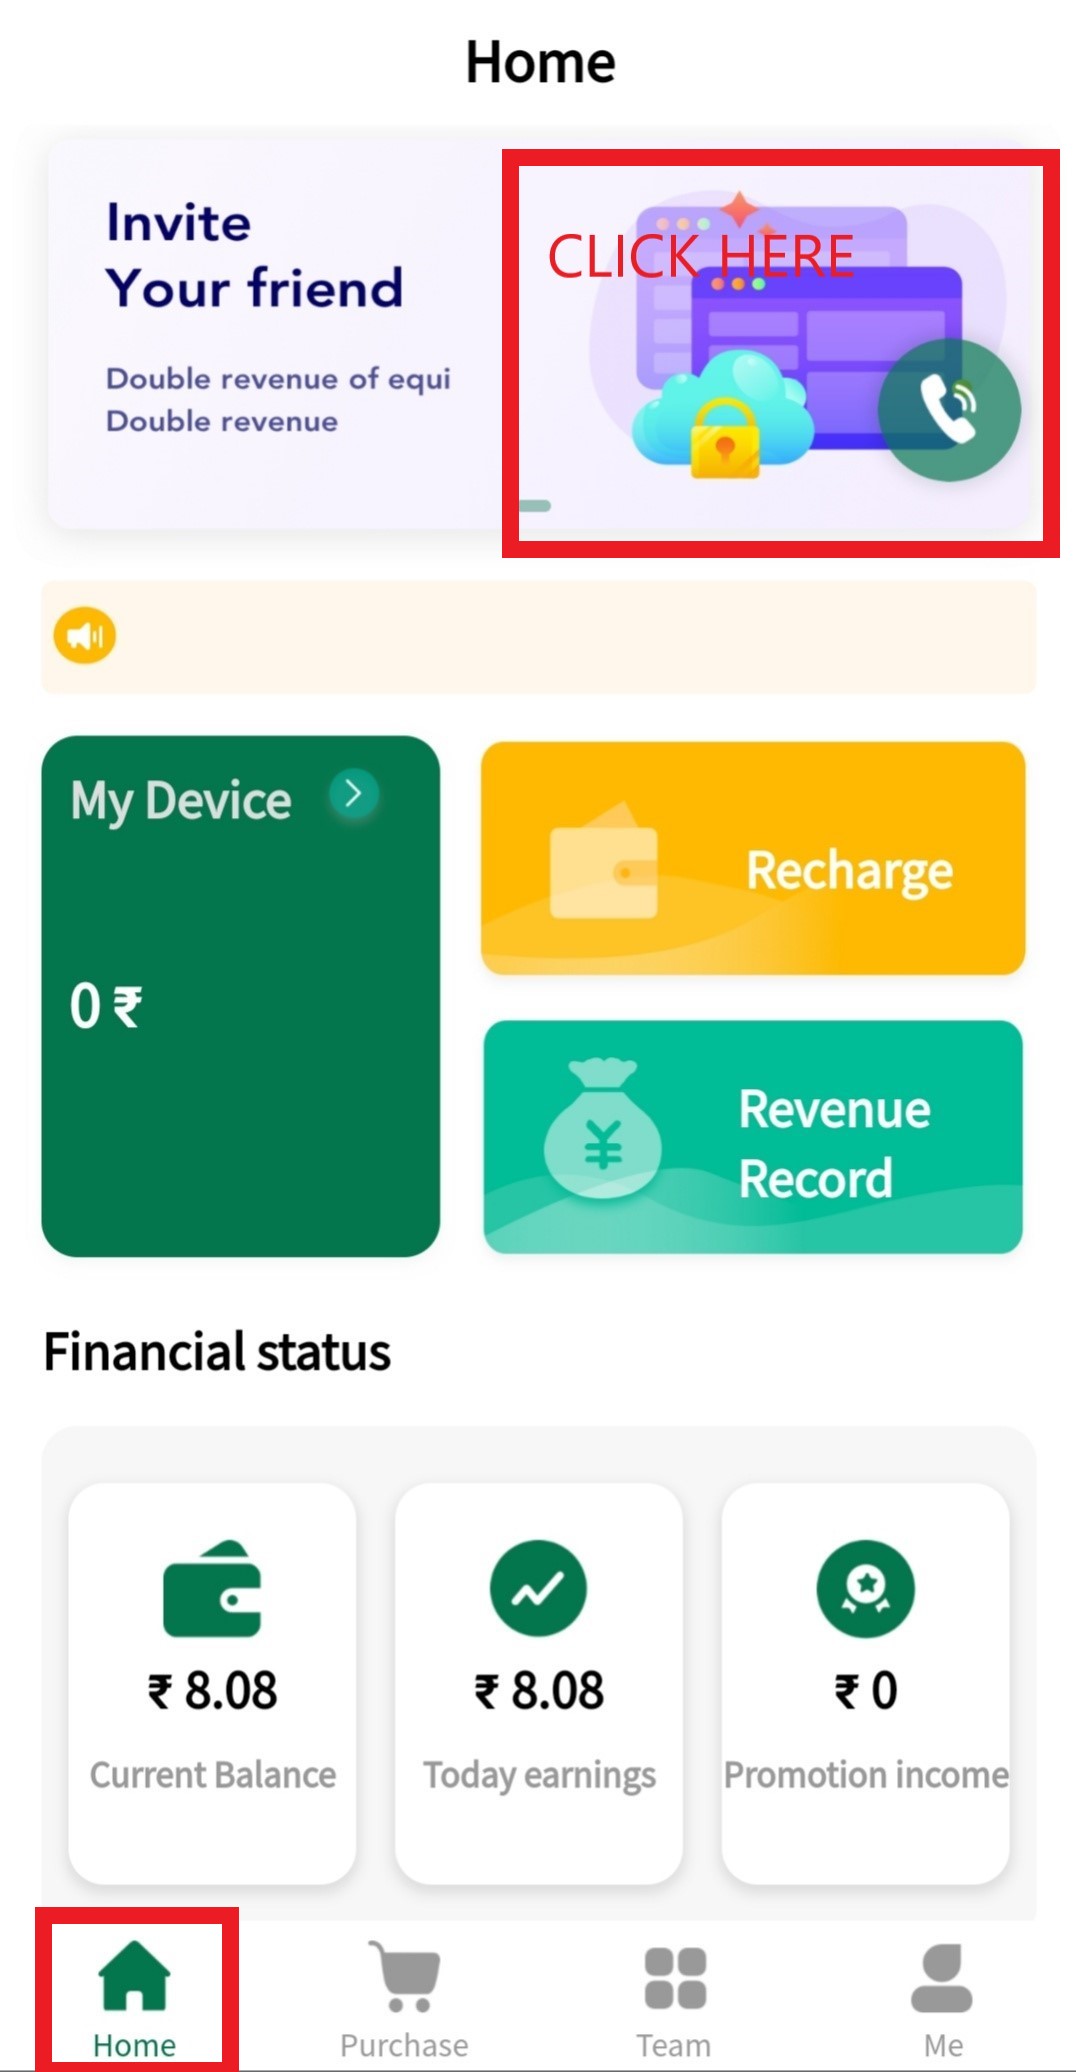 Home
Invite
Your friend
CLICK HERE
Double revenue of equi
Double revenue
My Device
0 ₹
Recharge
Revenue
Record
Financial status
₹ 8.08
₹ 8.08
₹ 0
Current Balance
Today earnings
Promotion income
Home
Purchase
Team
Me